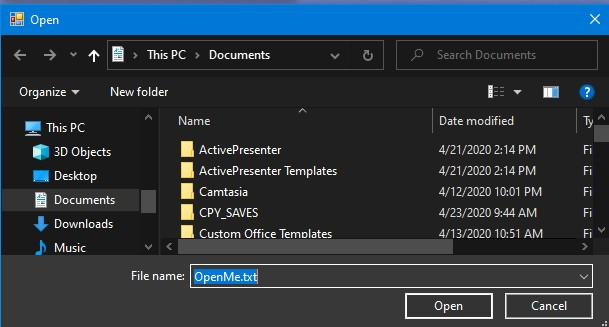 Open
This PC > Documents
Search Documents
Organize
New folder
Name
Date modified
Ty
This PC
3D Objects
Desktop
Documents
Downloads
Music
ActivePresenter 4/21/2020 2:14 PM Fi
ActivePresenter Templates 4/21/2020 2:14 PM Fi
Camtasia 4/12/2020 10:01 PM Fi
CPY_SAVES 4/23/2020 9:44 AM Fi
Custom Office Templates 4/13/2020 10:51 AM Fi
File name: OpenMe.txt
Open
Cancel